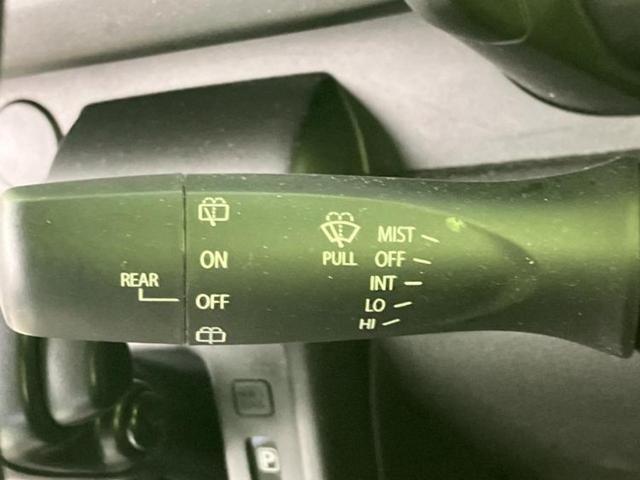 MIST
ON
PULL
OFF
REAR
INT
OFF
LO
HI
P